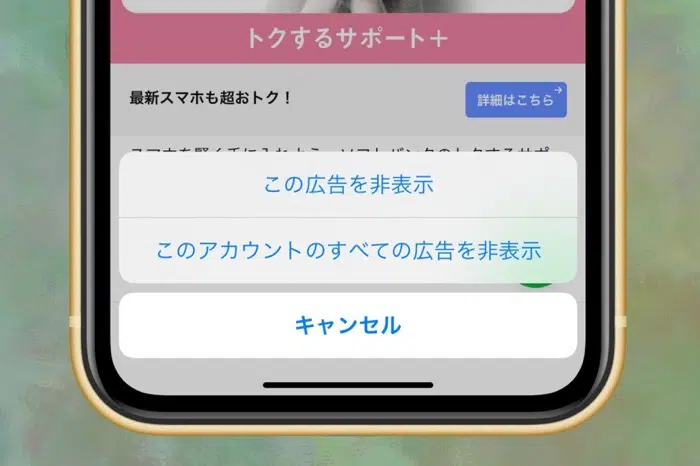 トクするサポート＋
最新スマホも超おトク！
詳細はこちら
この広告を非表示
このアカウントのすべての広告を非表示
キャンセル